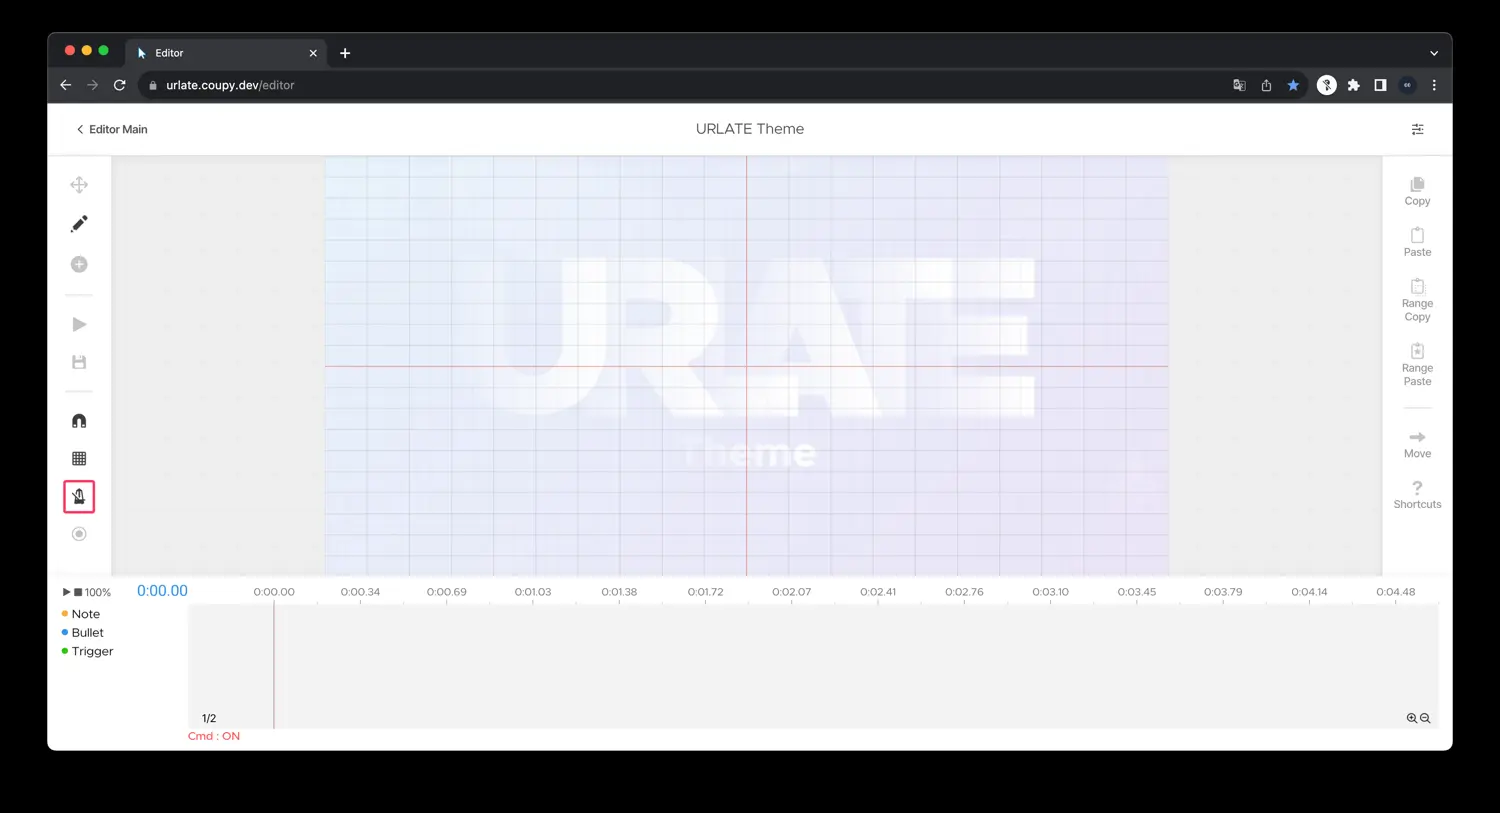 Editor
urlate.coupy.dev/editor
Editor Main
URLATE Theme
Copy
Paste
Range
Copy
Range
Paste
Move
Shortcuts
URATE
Theme
100%
0:00.00
0:00.00
0:00.34
0:00.69
0:01.03
0:01.38
0:01.72
0:02.07
0:02.41
0:02.76
0:03.10
0:03.45
0:03.79
0:04.14
0:04.48
Note
Bullet
Trigger
1/2
Cmd : ON